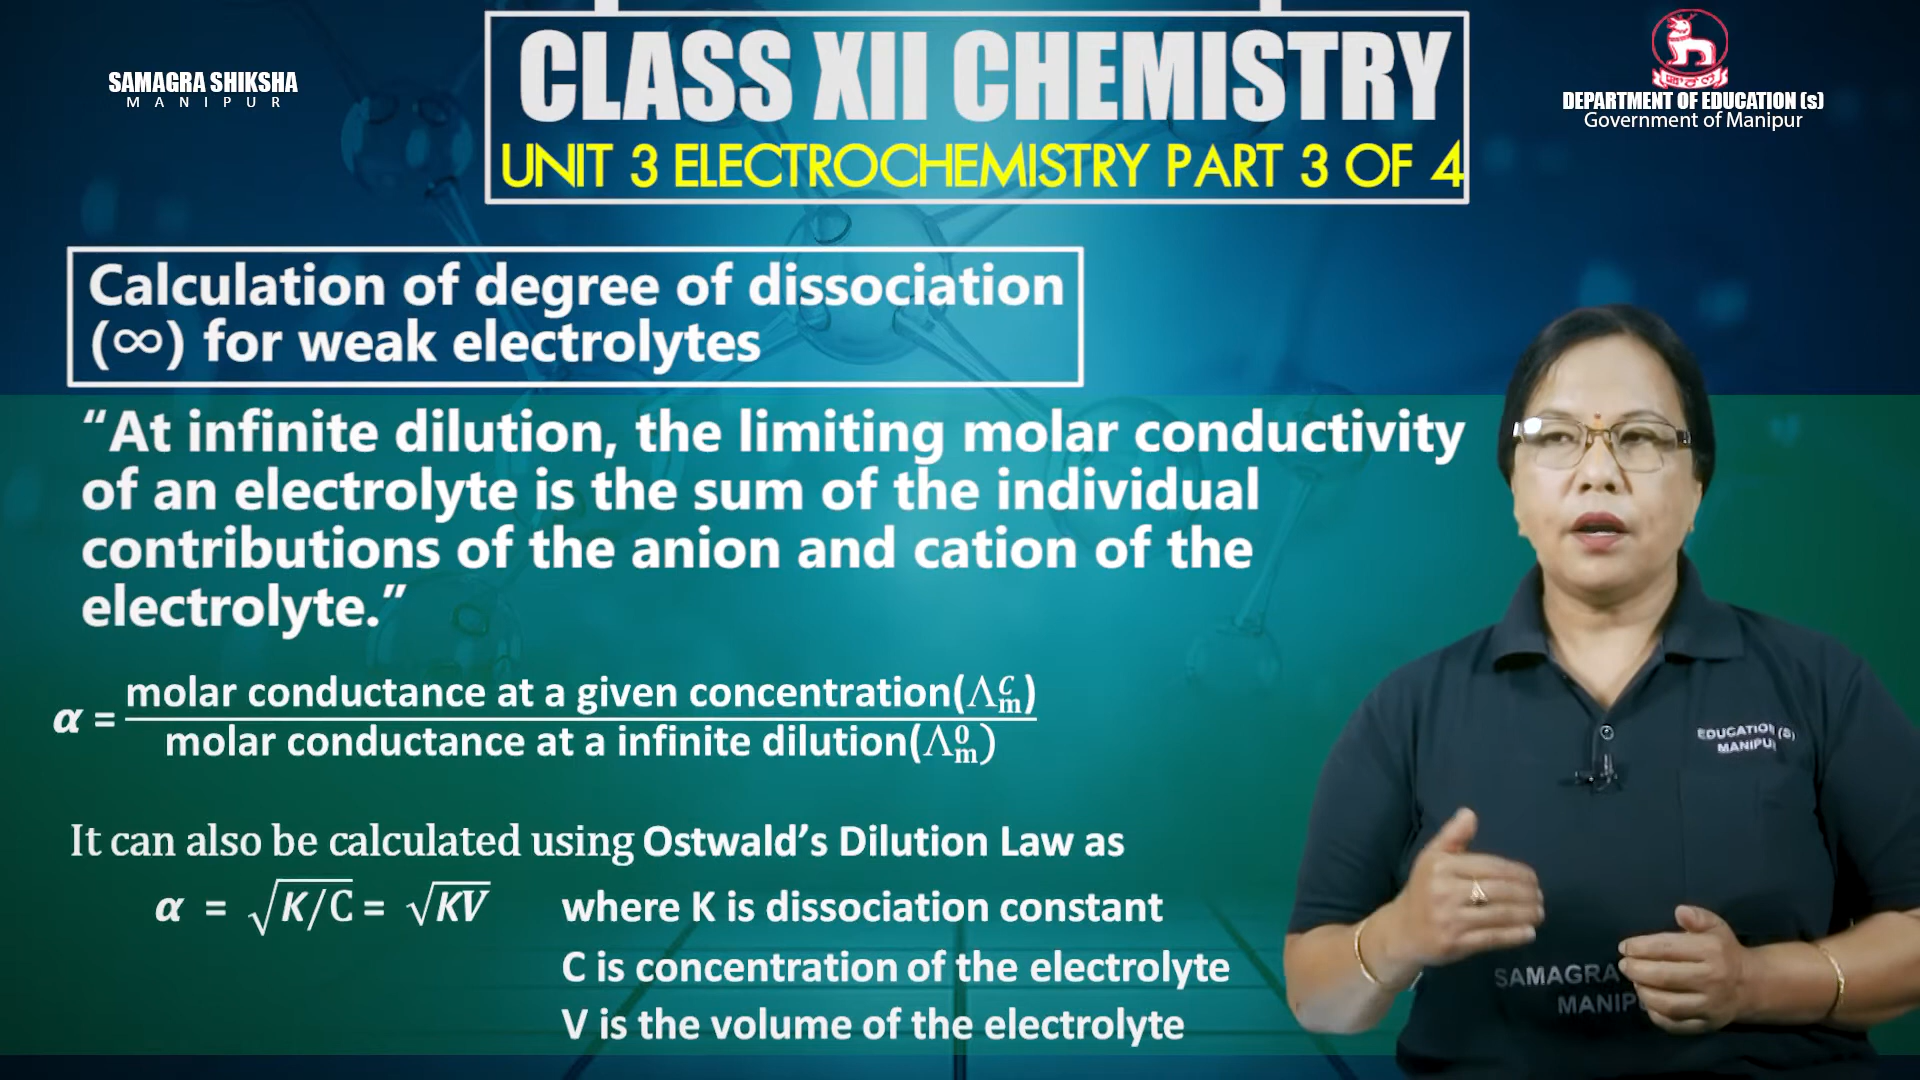 SAMAGRA SHIKSHA
MANIPUR
CLASS XII CHEMISTRY
UNIT 3 ELECTROCHEMISTRY PART 3 OF 4
DEPARTMENT OF EDUCATION (s)
Government of Manipur
Calculation of degree of dissociation
(∞) for weak electrolytes
“At infinite dilution, the limiting molar conductivity
of an electrolyte is the sum of the individual
contributions of the anion and cation of the
electrolyte.”
α = molar conductance at a given concentration(Λ_m^C) / molar conductance at a infinite dilution(Λ_m^0)
It can also be calculated using Ostwald’s Dilution Law as
α = √K/C = √KV where K is dissociation constant
C is concentration of the electrolyte
V is the volume of the electrolyte
EDUCATION (S)
MANIPUR
SAMAGRA